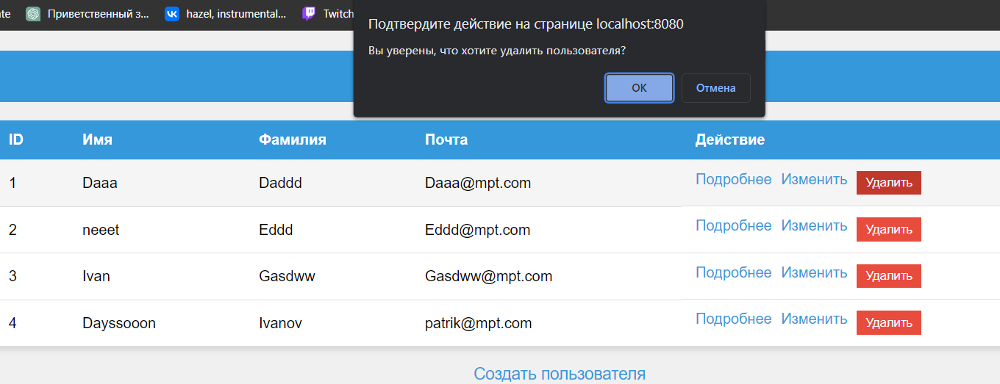 te Приветственный з... hazel, instrumental... Twitch
Подтвердите действие на странице localhost:8080
Вы уверены, что хотите удалить пользователя?
ОК Отмена
ID Имя Фамилия Почта Действие
1 Daaa Daddd Daaa@mpt.com Подробнее Изменить Удалить
2 neeet Eddd Eddd@mpt.com Подробнее Изменить Удалить
3 Ivan Gasdww Gasdww@mpt.com Подробнее Изменить Удалить
4 Dayssooon Ivanov patrik@mpt.com Подробнее Изменить Удалить
Создать пользователя